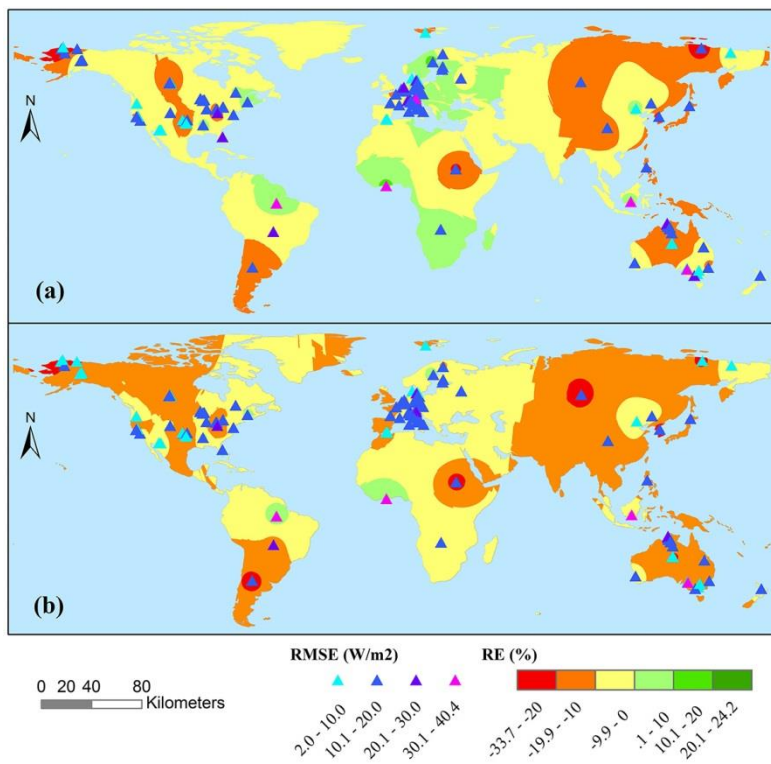 N
(a)
N
(b)
RMSE (W/m2) RE (%)
0 20 40 80
Kilometers
2.0 - 10.0
10.1 - 20.0
20.1 - 30.0
30.1 - 40.4
-33.7 - -20
-19.9 - -10
-9.9 - 0
.1 - 10
10.1 - 20
20.1 - 24.2